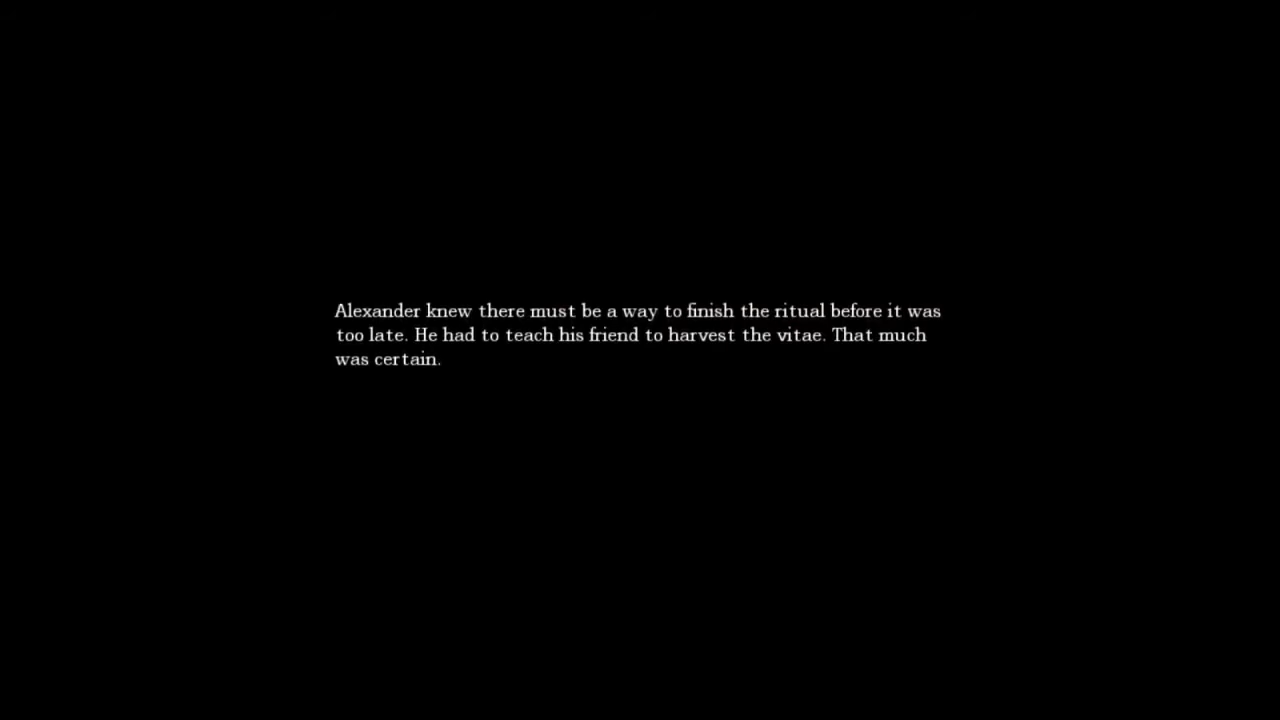 Alexander knew there must be a way to finish the ritual before it was
too late. He had to teach his friend to harvest the vitae. That much
was certain.